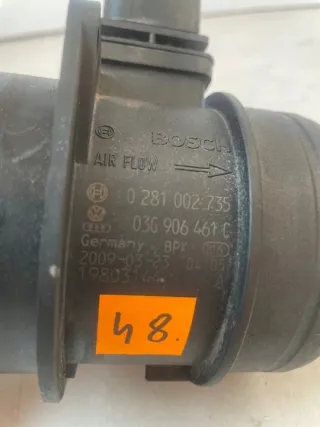 BOSCH
AIR FLOW
0 281 002 735
03G 906 461 C
Germany BPK
2009-03-23
48.